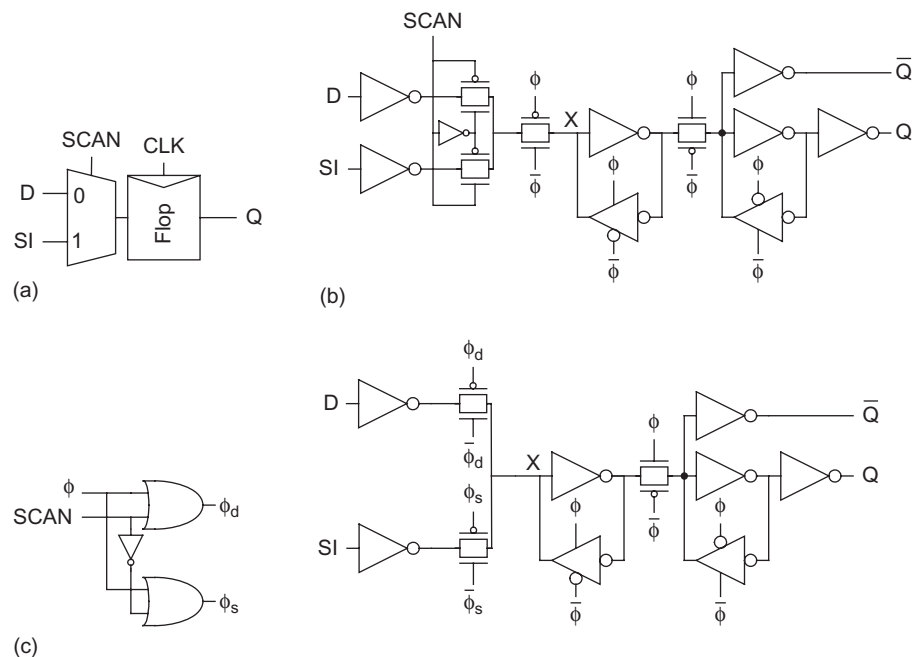 SCAN
CLK
D
0
SI
1
Flop
Q
(a)
SCAN
D
SI
ϕ
ϕ̄
X
ϕ
ϕ̄
ϕ
ϕ̄
ϕ
ϕ̄
Q̄
Q
(b)
ϕ
SCAN
ϕd
ϕs
(c)
D
SI
ϕd
ϕ̄d
ϕs
ϕ̄s
X
ϕ
ϕ̄
ϕ
ϕ̄
ϕ
ϕ̄
Q̄
Q